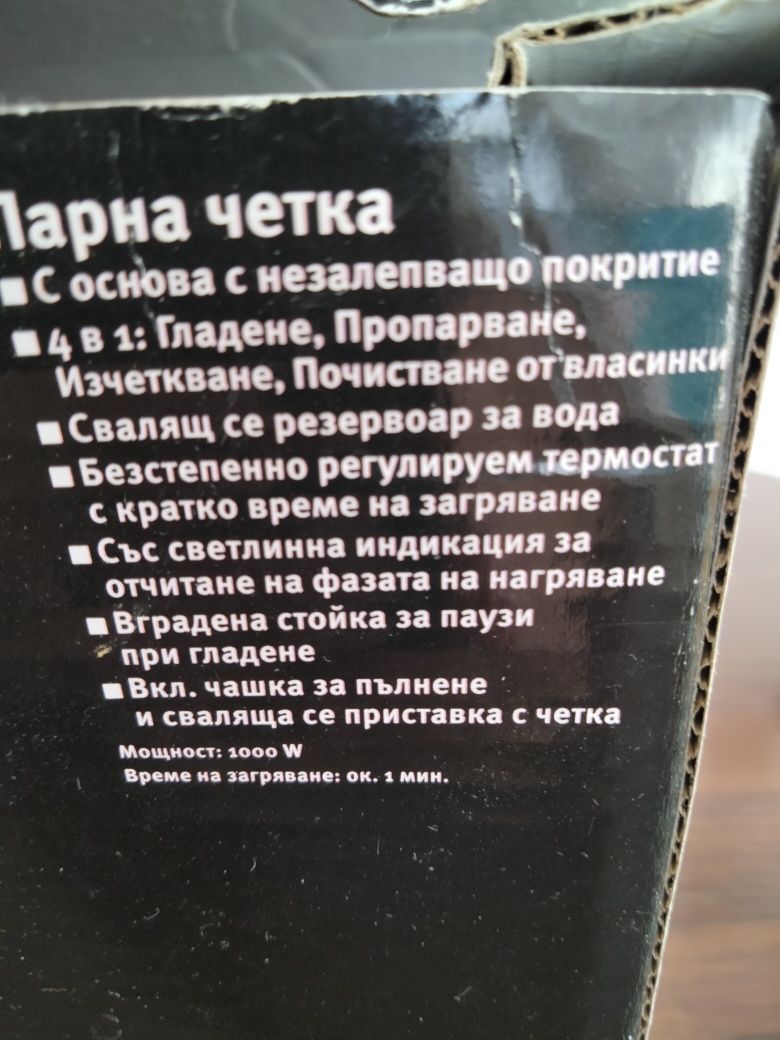 Парна четка
■ С основа с незалепващо покритие
■ 4 в 1: Гладене, Пропарване,
Изчеткване, Почистване от власинки
■ Свалящ се резервоар за вода
■ Безстепенно регулируем термостат
с кратко време на загряване
■ Със светлинна индикация за
отчитане на фазата на нагряване
■ Вградена стойка за паузи
при гладене
■ Вкл. чашка за пълнене
и сваляща се приставка с четка
Мощност: 1000 W
Време на загряване: ок. 1 мин.